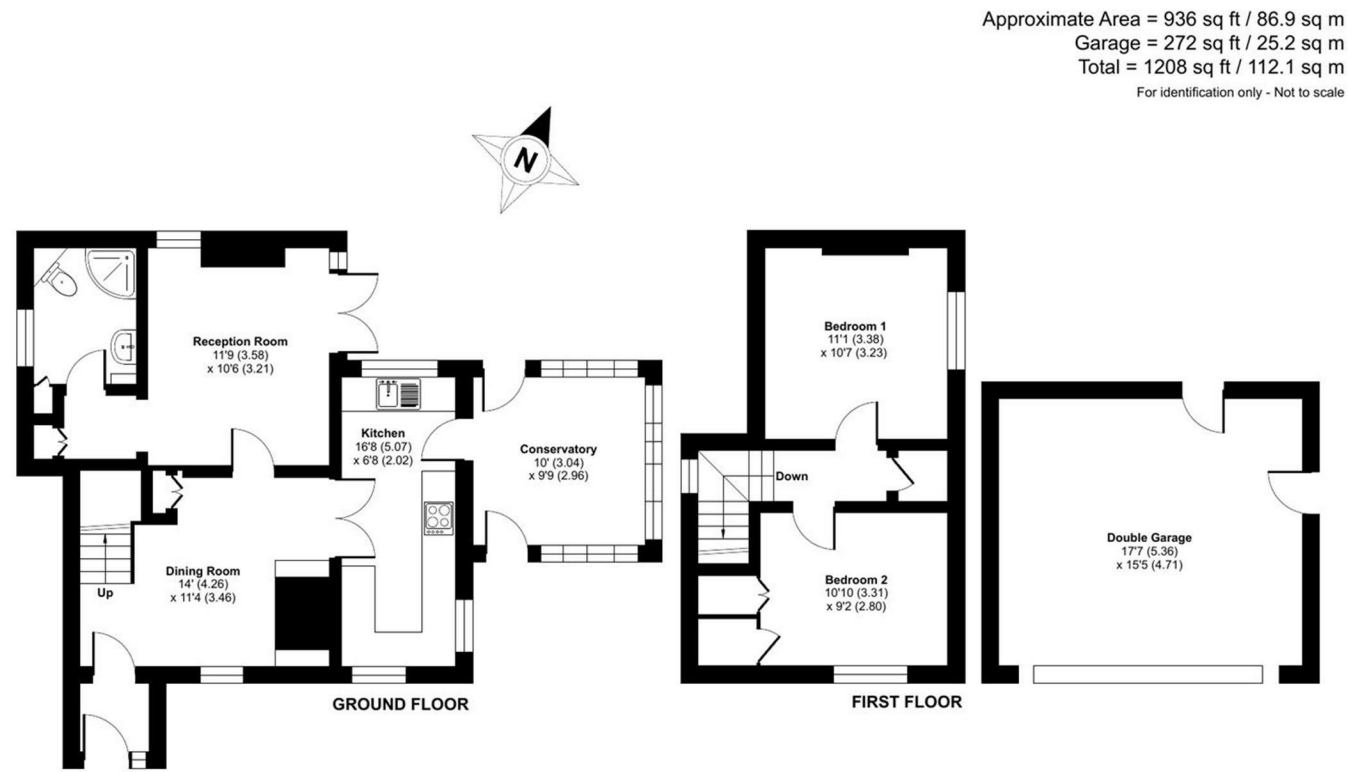 Approximate Area = 936 sq ft / 86.9 sq m
Garage = 272 sq ft / 25.2 sq m
Total = 1208 sq ft / 112.1 sq m
For identification only - Not to scale
N
Reception Room
11'9 (3.58)
x 10'6 (3.21)
Kitchen
16'8 (5.07)
x 6'8 (2.02)
Conservatory
10' (3.04)
x 9'9 (2.96)
Dining Room
14' (4.26)
x 11'4 (3.46)
Up
GROUND FLOOR
Bedroom 1
11'1 (3.38)
x 10'7 (3.23)
Down
Bedroom 2
10'10 (3.31)
x 9'2 (2.80)
FIRST FLOOR
Double Garage
17'7 (5.36)
x 15'5 (4.71)